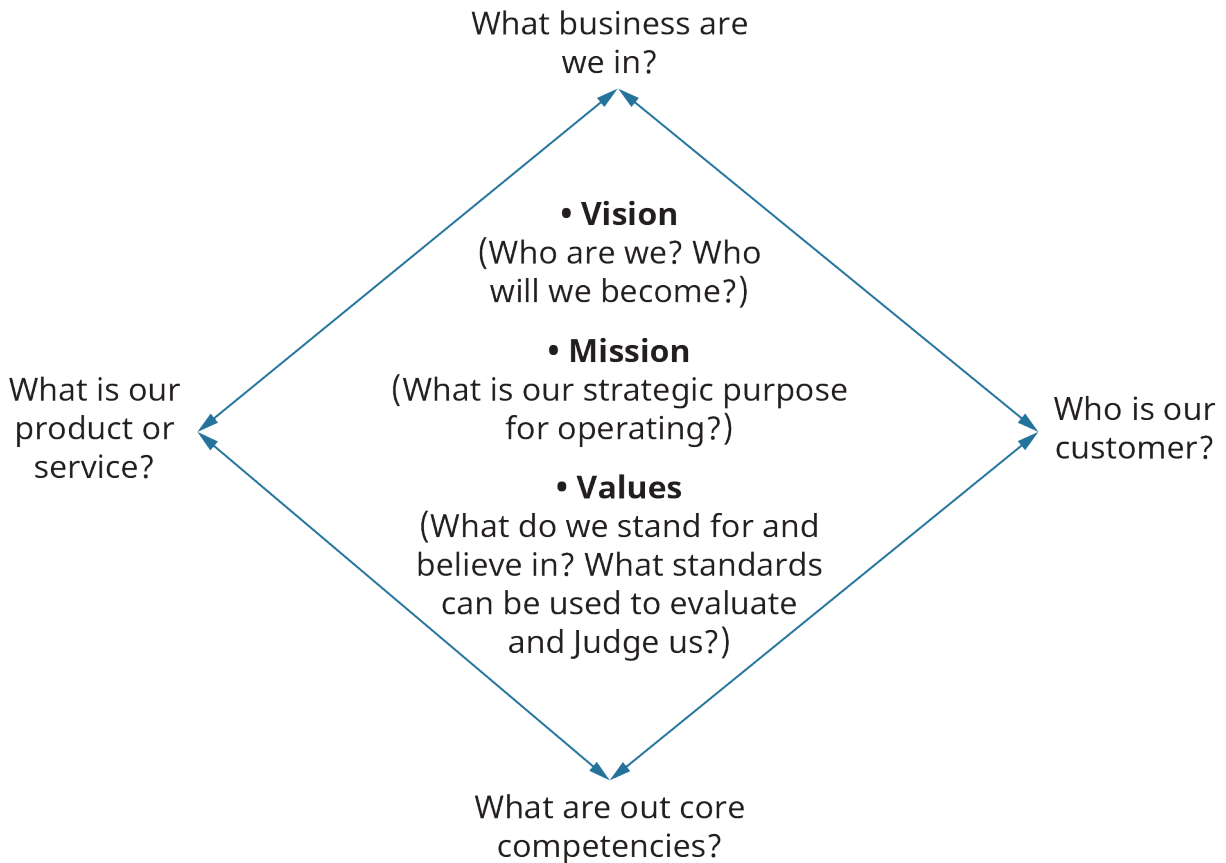 What business are
we in?
• Vision
(Who are we? Who
will we become?)
• Mission
(What is our strategic purpose
for operating?)
What is our
product or
service?
Who is our
customer?
• Values
(What do we stand for and
believe in? What standards
can be used to evaluate
and Judge us?)
What are out core
competencies?